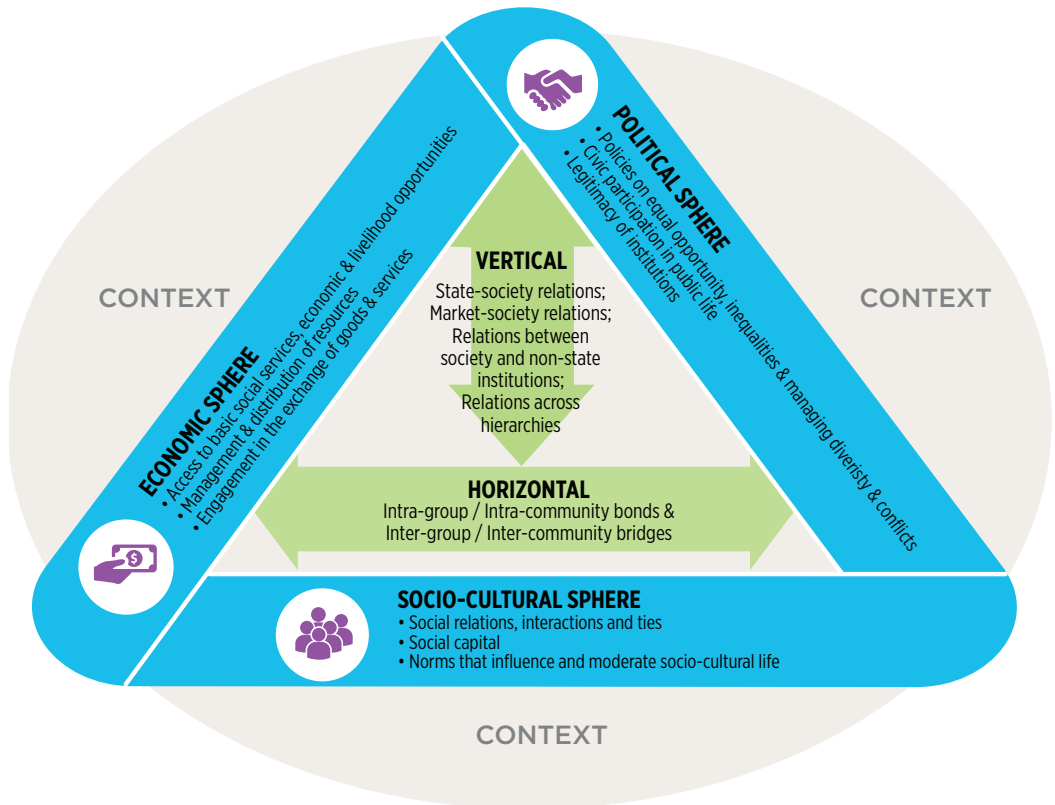 POLITICAL SPHERE
• Policies on equal opportunity, inequalities & managing diveristy & conflicts
• Civic participation in public life
• Legitimacy of institutions
ECONOMIC SPHERE
• Access to basic social services, economic & livelihood opportunities
• Management & distribution of resources
• Engagement in the exchange of goods & services
CONTEXT
CONTEXT
VERTICAL
State-society relations;
Market-society relations;
Relations between
society and non-state
institutions;
Relations across
hierarchies
HORIZONTAL
Intra-group / Intra-community bonds &
Inter-group / Inter-community bridges
$
SOCIO-CULTURAL SPHERE
• Social relations, interactions and ties
• Social capital
• Norms that influence and moderate socio-cultural life
CONTEXT